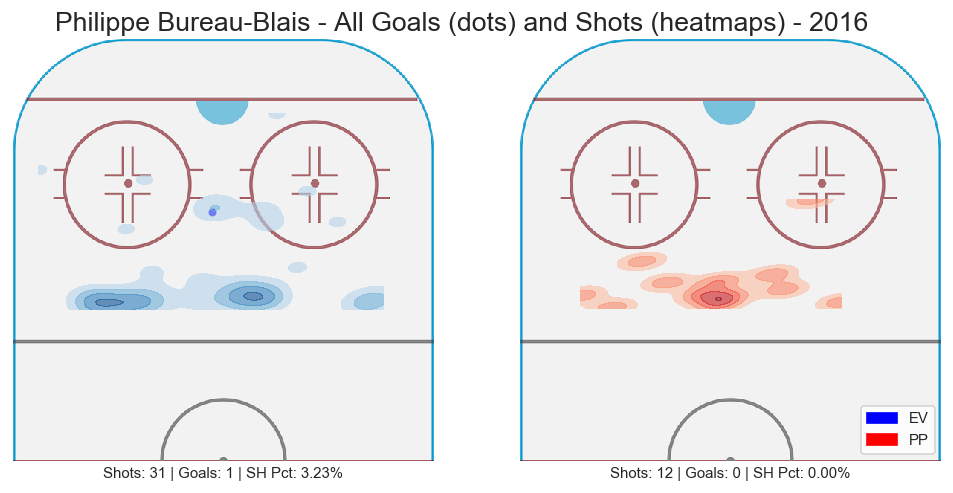 Philippe Bureau-Blais - All Goals (dots) and Shots (heatmaps) - 2016
EV
PP
Shots: 31 | Goals: 1 | SH Pct: 3.23%
Shots: 12 | Goals: 0 | SH Pct: 0.00%